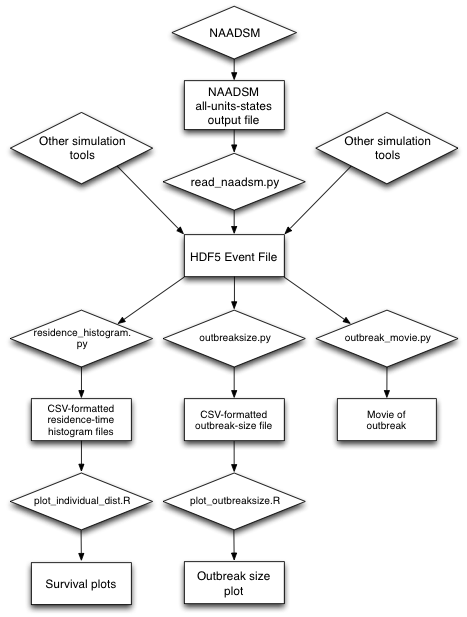 NAADSM
NAADSM
all-units-states
output file
Other simulation
tools
Other simulation
tools
read_naadsm.py
HDF5 Event File
residence_histogram.
py
outbreaksize.py
outbreak_movie.py
CSV-formatted
residence-time
histogram files
CSV-formatted
outbreak-size file
Movie of
outbreak
plot_individual_dist.R
plot_outbreaksize.R
Survival plots
Outbreak size
plot